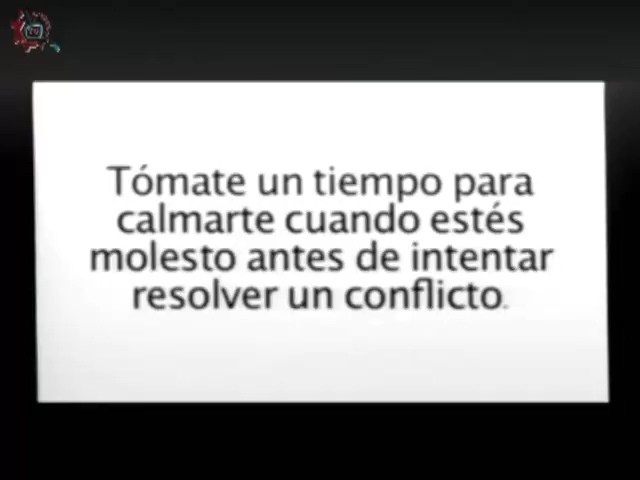 Tómate un tiempo para
calmarte cuando estés
molesto antes de intentar
resolver un conflicto.